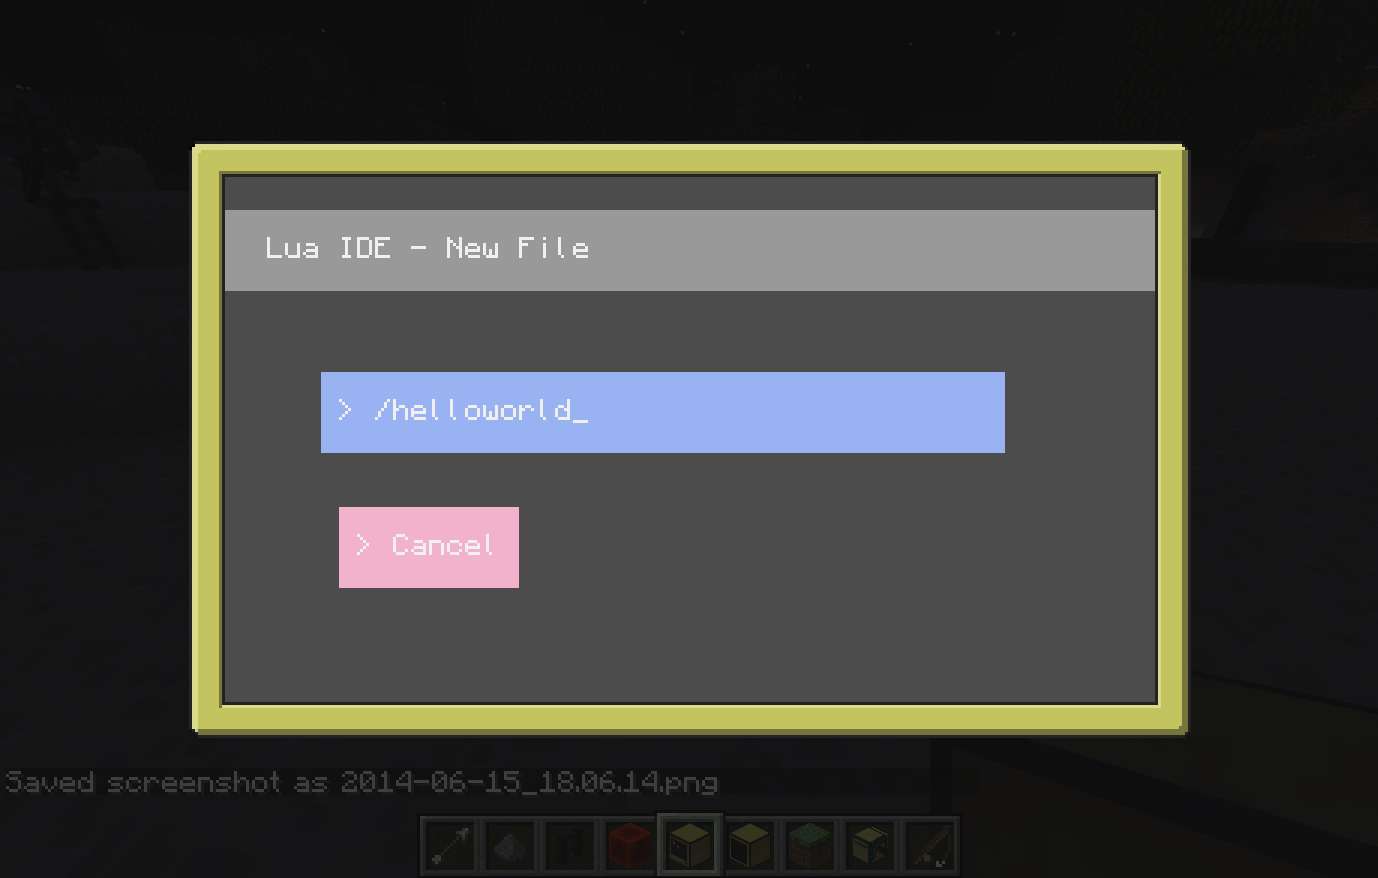 Lua IDE - New File
> /helloworld_
> Cancel
Saved screenshot as 2014-06-15_18.06.14.png